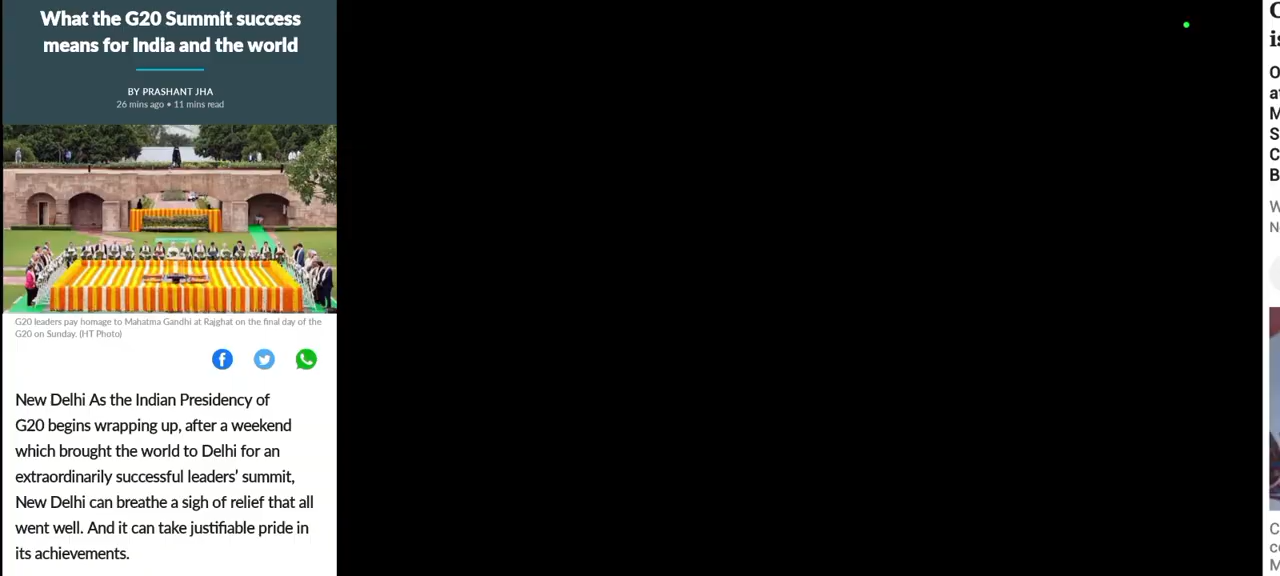 What the G20 Summit success
means for India and the world
BY PRASHANT JHA
26 mins ago • 11 mins read
G20 leaders pay homage to Mahatma Gandhi at Rajghat on the final day of the
G20 on Sunday. (HT Photo)
New Delhi As the Indian Presidency of
G20 begins wrapping up, after a weekend
which brought the world to Delhi for an
extraordinarily successful leaders' summit,
New Delhi can breathe a sigh of relief that all
went well. And it can take justifiable pride in
its achievements.